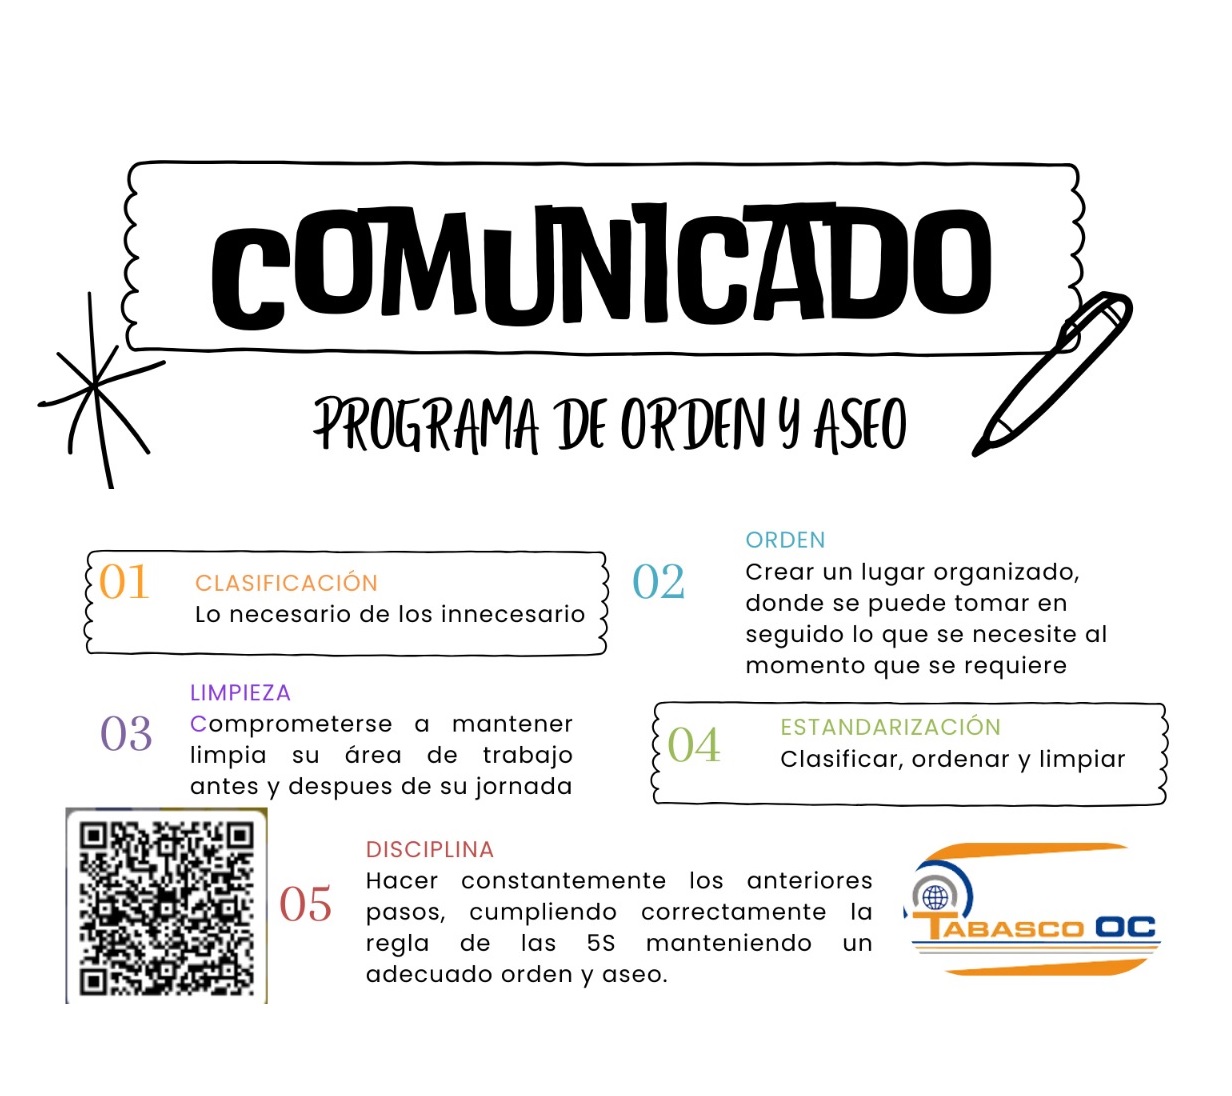 COMUNICADO
PROGRAMA DE ORDEN Y ASEO
01
CLASIFICACIÓN
Lo necesario de los innecesario
02
ORDEN
Crear un lugar organizado,
donde se puede tomar en
seguido lo que se necesite al
momento que se requiere
03
LIMPIEZA
Comprometerse a mantener
limpia su área de trabajo
antes y despues de su jornada
04
ESTANDARIZACIÓN
Clasificar, ordenar y limpiar
05
DISCIPLINA
Hacer constantemente los anteriores
pasos, cumpliendo correctamente la
regla de las 5S manteniendo un
adecuado orden y aseo.
TABASCO OC